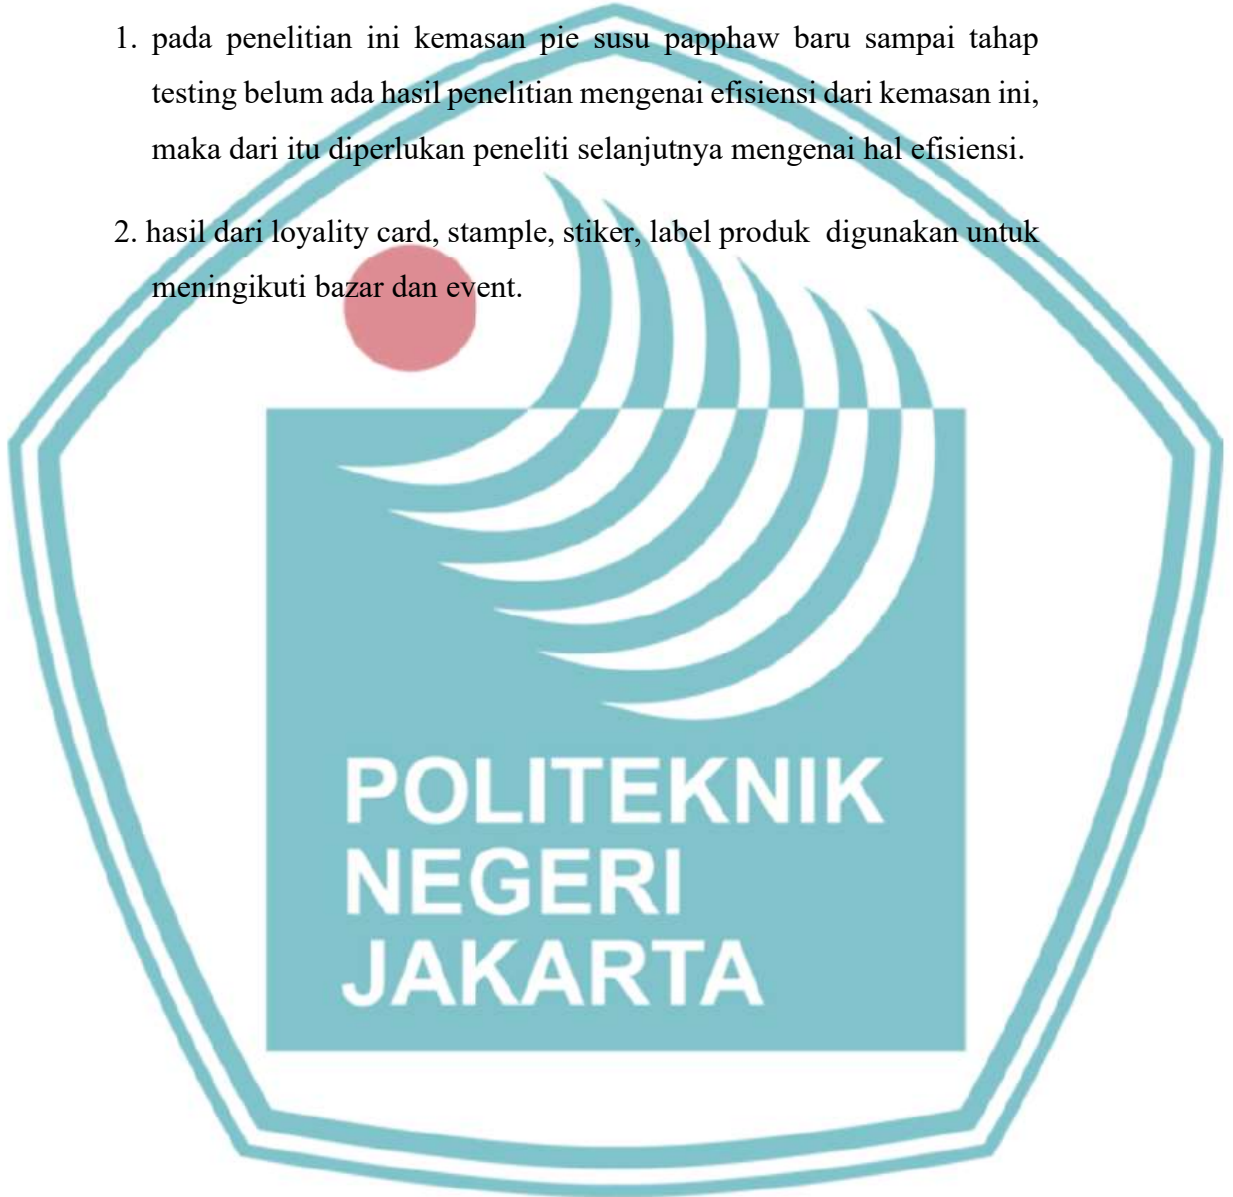 1. pada penelitian ini kemasan pie susu papphaw baru sampai tahap
testing belum ada hasil penelitian mengenai efisiensi dari kemasan ini,
maka dari itu diperlukan peneliti selanjutnya mengenai hal efisiensi.
2. hasil dari loyality card, stample, stiker, label produk digunakan untuk
meningikuti bazar dan event.
POLITEKNIK
NEGERI
JAKARTA